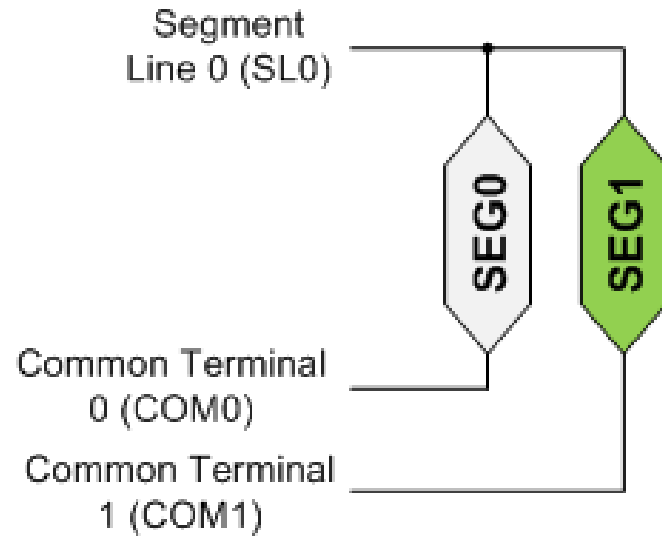 Segment
Line 0 (SL0)
SEG0
SEG1
Common Terminal
0 (COM0)
Common Terminal
1 (COM1)